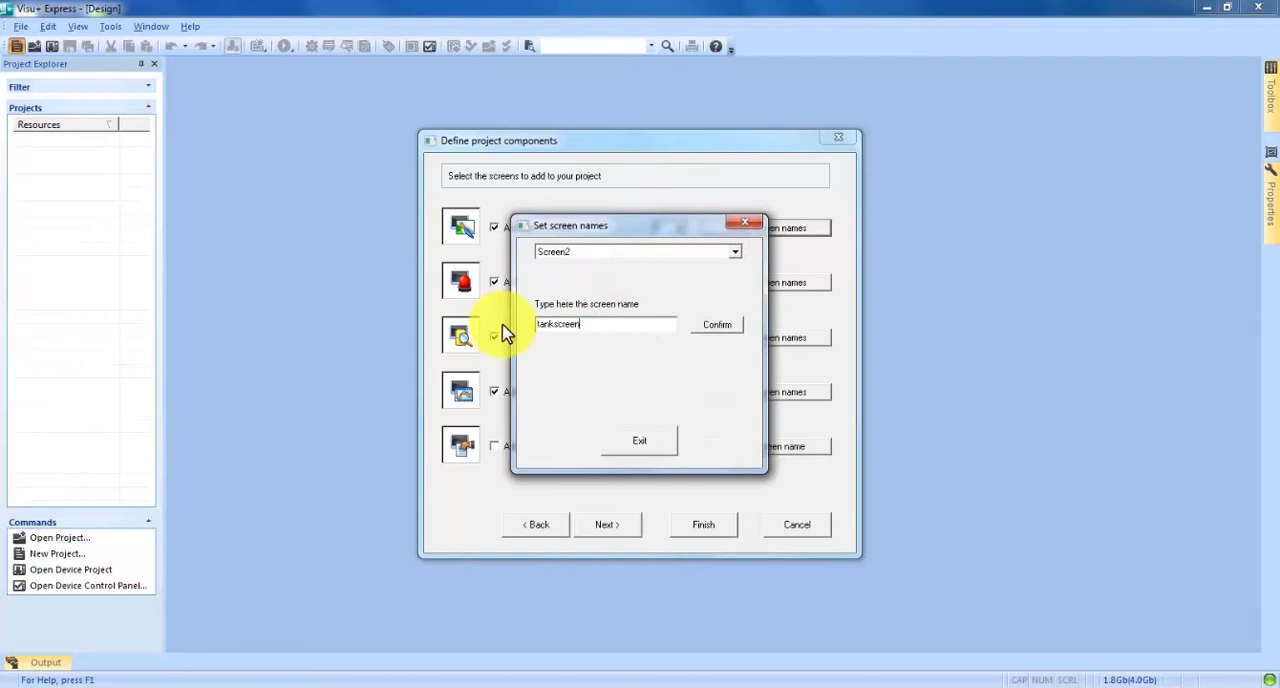 Visu+ Express - [Design]
File Edit View Tools Window Help
Project Explorer
Filter
Projects
Resources
Commands
Open Project...
New Project...
Open Device Project
Open Device Control Panel...
Define project components
Select the screens to add to your project
Set screen names
Screen2
Type here the screen name
tankscreen
Confirm
Exit
en names
en names
en names
en names
en name
< Back Next > Finish Cancel
Toolbox
Properties
Output
For Help, press F1
CAP NUM SCRL 1.8Gb(4.0Gb)